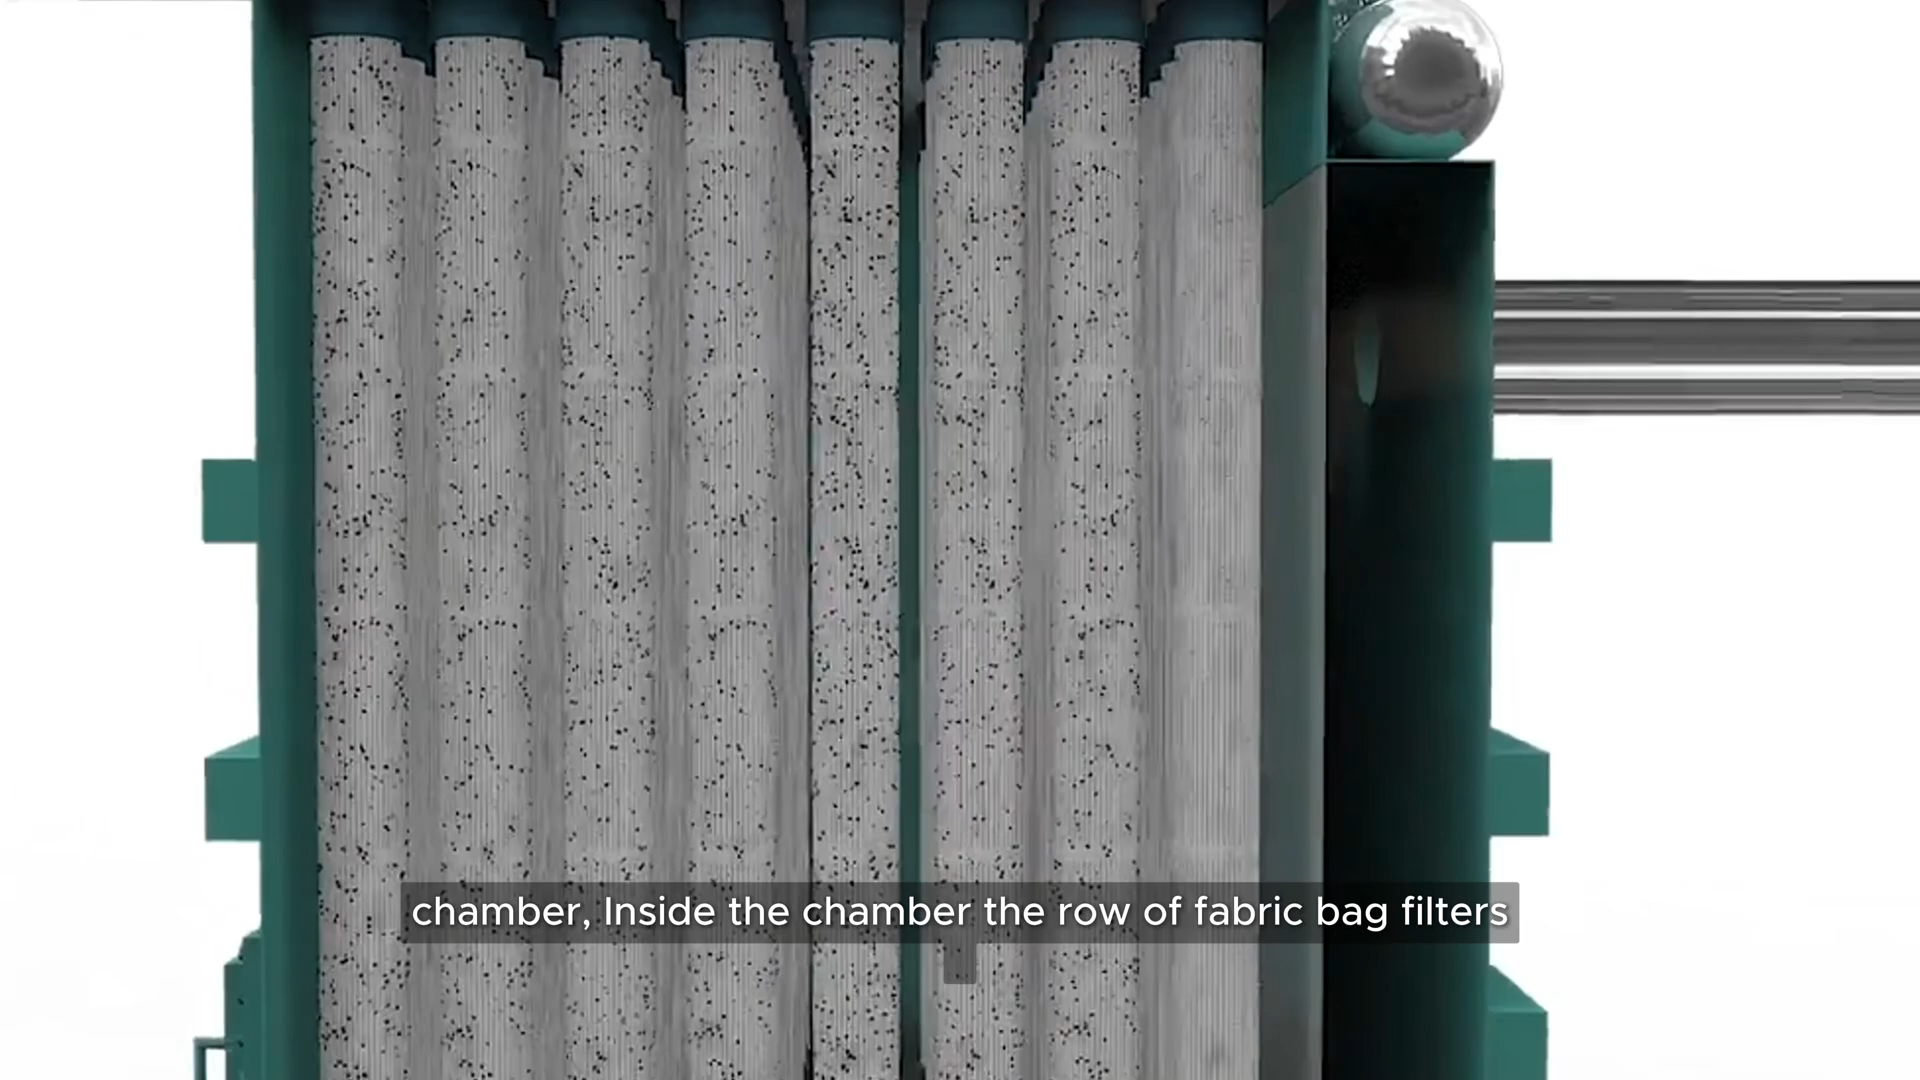 chamber, Inside the chamber the row of fabric bag filters